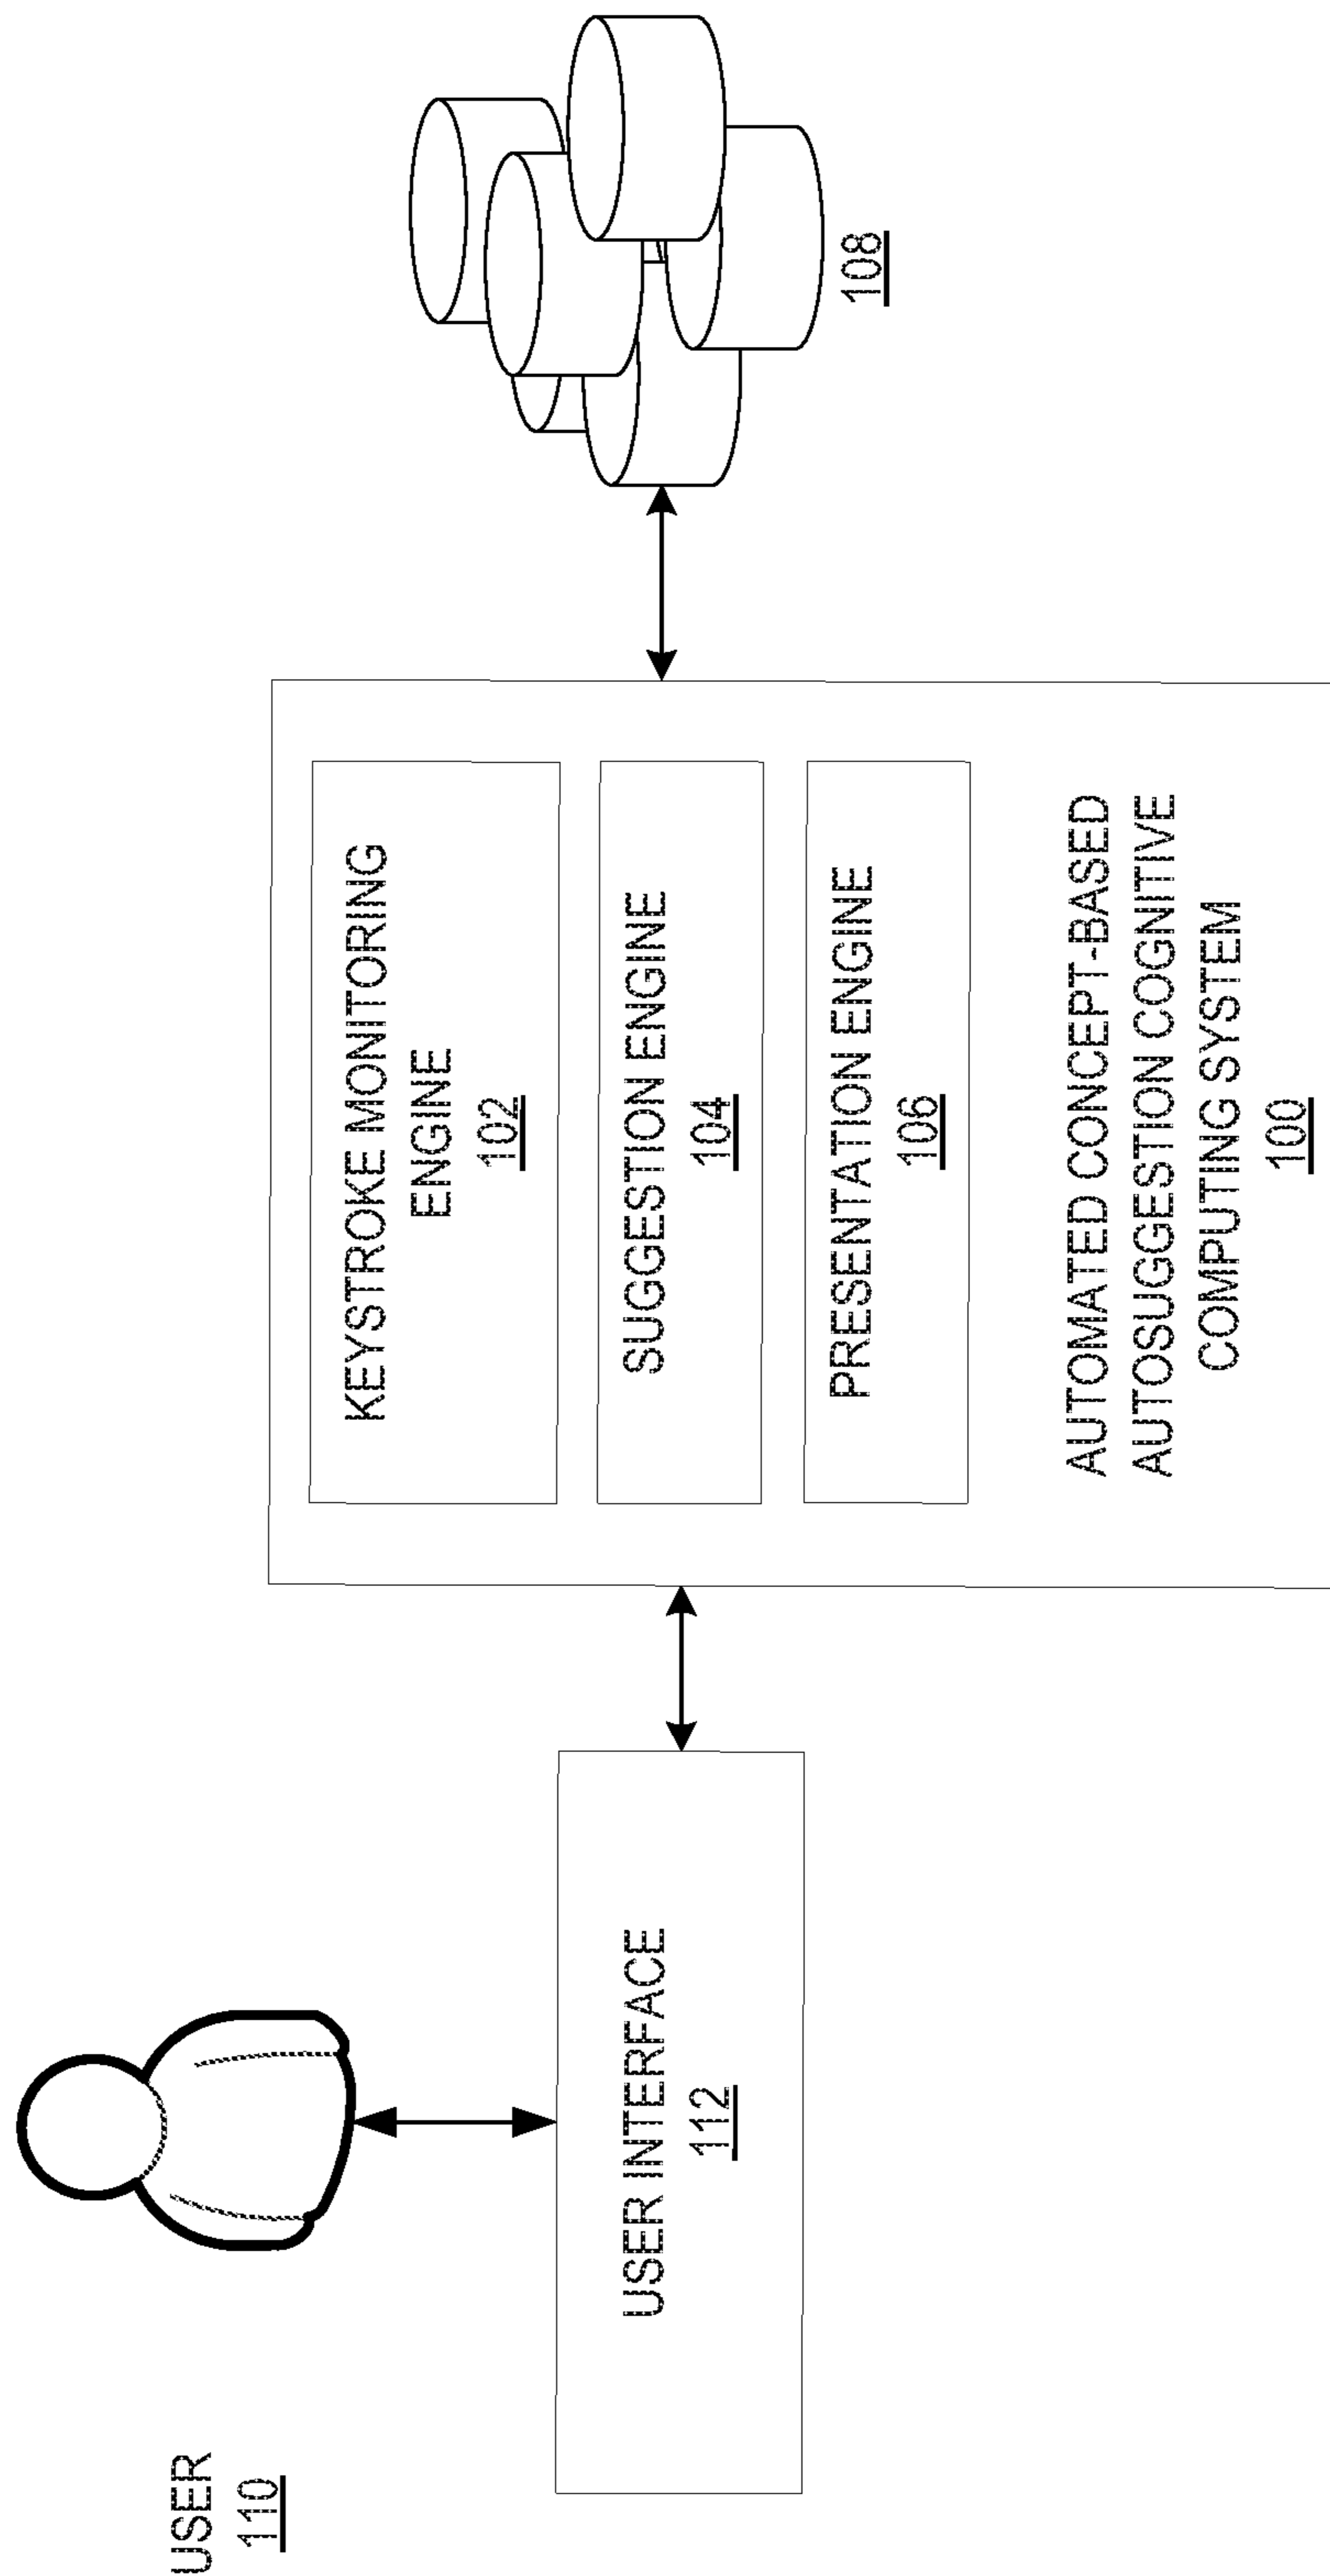 USER
110
USER INTERFACE
112
KEYSTROKE MONITORING
ENGINE
102
SUGGESTION ENGINE
104
PRESENTATION ENGINE
106
AUTOMATED CONCEPT-BASED
AUTOSUGGESTION COGNITIVE
COMPUTING SYSTEM
100
108